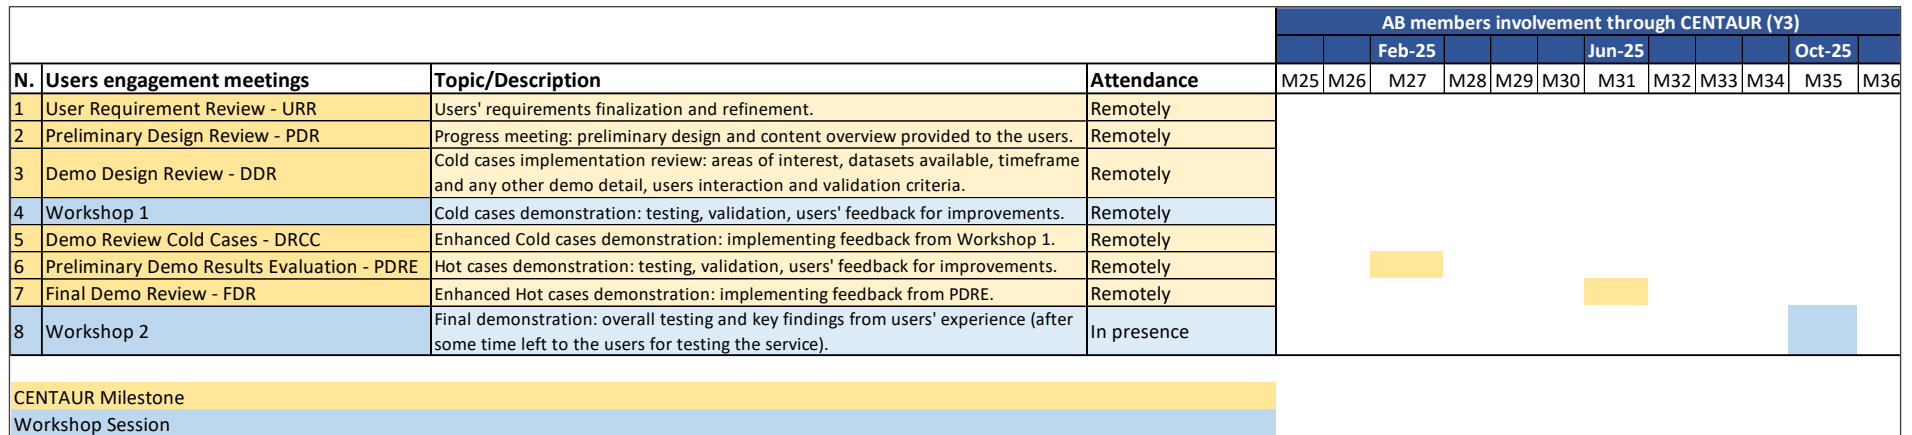 AB members involvement through CENTAUR (Y3)
Feb-25 Jun-25 Oct-25
N. Users engagement meetings Topic/Description Attendance M25 M26 M27 M28 M29 M30 M31 M32 M33 M34 M35 M36
1 User Requirement Review - URR Users' requirements finalization and refinement. Remotely
2 Preliminary Design Review - PDR Progress meeting: preliminary design and content overview provided to the users. Remotely
3 Demo Design Review - DDR Cold cases implementation review: areas of interest, datasets available, timeframe
and any other demo detail, users interaction and validation criteria. Remotely
4 Workshop 1 Cold cases demonstration: testing, validation, users' feedback for improvements. Remotely
5 Demo Review Cold Cases - DRCC Enhanced Cold cases demonstration: implementing feedback from Workshop 1. Remotely
6 Preliminary Demo Results Evaluation - PDRE Hot cases demonstration: testing, validation, users' feedback for improvements. Remotely
7 Final Demo Review - FDR Enhanced Hot cases demonstration: implementing feedback from PDRE. Remotely
8 Workshop 2 Final demonstration: overall testing and key findings from users' experience (after
some time left to the users for testing the service). In presence
CENTAUR Milestone
Workshop Session